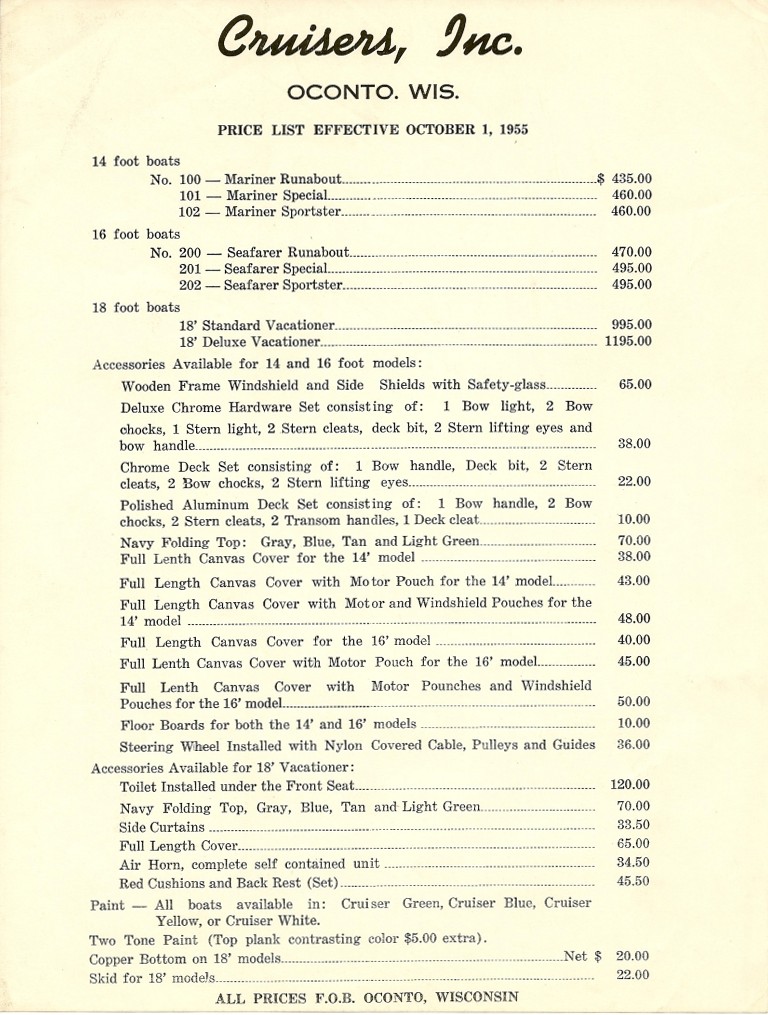 Cruisers, Inc.
OCONTO. WIS.
PRICE LIST EFFECTIVE OCTOBER 1, 1955
14 foot boats
No. 100 — Mariner Runabout $ 435.00
101 — Mariner Special 460.00
102 — Mariner Sportster 460.00
16 foot boats
No. 200 — Seafarer Runabout 470.00
201 — Seafarer Special 495.00
202 — Seafarer Sportster 495.00
18 foot boats
18' Standard Vacationer 995.00
18' Deluxe Vacationer 1195.00
Accessories Available for 14 and 16 foot models:
Wooden Frame Windshield and Side Shields with Safety-glass 65.00
Deluxe Chrome Hardware Set consisting of: 1 Bow light, 2 Bow
chocks, 1 Stern light, 2 Stern cleats, deck bit, 2 Stern lifting eyes and
bow handle 38.00
Chrome Deck Set consisting of: 1 Bow handle, Deck bit, 2 Stern
cleats, 2 Bow chocks, 2 Stern lifting eyes 22.00
Polished Aluminum Deck Set consisting of: 1 Bow handle, 2 Bow
chocks, 2 Stern cleats, 2 Transom handles, 1 Deck cleat 10.00
Navy Folding Top: Gray, Blue, Tan and Light Green 70.00
Full Lenth Canvas Cover for the 14' model 38.00
Full Length Canvas Cover with Motor Pouch for the 14' model 43.00
Full Length Canvas Cover with Motor and Windshield Pouches for the
14' model 48.00
Full Length Canvas Cover for the 16' model 40.00
Full Lenth Canvas Cover with Motor Pouch for the 16' model 45.00
Full Lenth Canvas Cover with Motor Pounches and Windshield
Pouches for the 16' model 50.00
Floor Boards for both the 14' and 16' models 10.00
Steering Wheel Installed with Nylon Covered Cable, Pulleys and Guides 36.00
Accessories Available for 18' Vacationer:
Toilet Installed under the Front Seat 120.00
Navy Folding Top, Gray, Blue, Tan and Light Green 70.00
Side Curtains 33.50
Full Length Cover 65.00
Air Horn, complete self contained unit 34.50
Red Cushions and Back Rest (Set) 45.50
Paint — All boats available in: Cruiser Green, Cruiser Blue, Cruiser
Yellow, or Cruiser White.
Two Tone Paint (Top plank contrasting color $5.00 extra).
Copper Bottom on 18' models Net $ 20.00
Skid for 18' models 22.00
ALL PRICES F.O.B. OCONTO, WISCONSIN